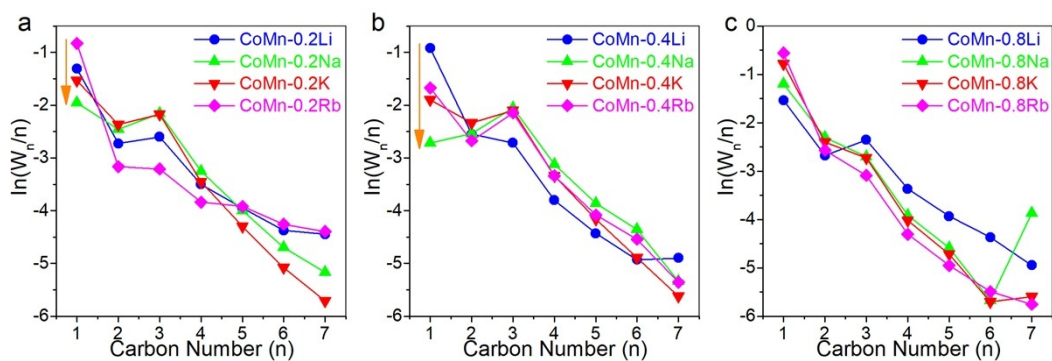 a
CoMn-0.2Li
CoMn-0.2Na
CoMn-0.2K
CoMn-0.2Rb
-1
-2
-3
-4
-5
-6
ln(Wn/n)
1 2 3 4 5 6 7
Carbon Number (n)
b
CoMn-0.4Li
CoMn-0.4Na
CoMn-0.4K
CoMn-0.4Rb
-1
-2
-3
-4
-5
-6
ln(Wn/n)
1 2 3 4 5 6 7
Carbon Number (n)
c
CoMn-0.8Li
CoMn-0.8Na
CoMn-0.8K
CoMn-0.8Rb
0
-1
-2
-3
-4
-5
-6
ln(Wn/n)
1 2 3 4 5 6 7
Carbon Number (n)